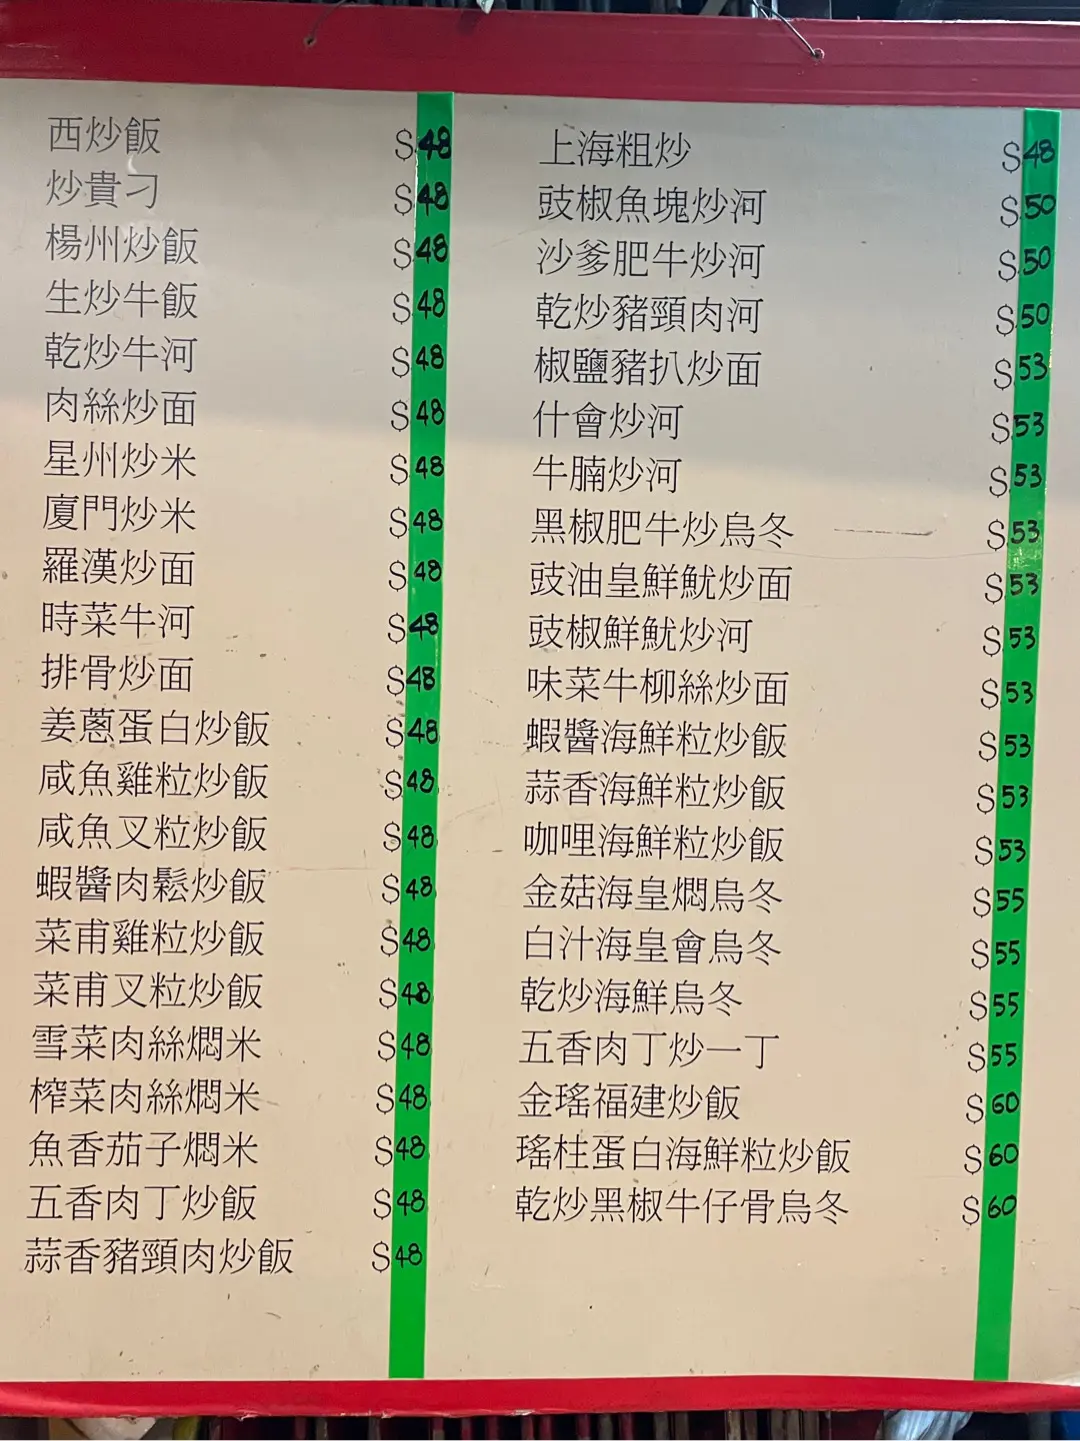 西炒飯 $48
炒貴刁 $48
楊州炒飯 $48
生炒牛飯 $48
乾炒牛河 $48
肉絲炒面 $48
星州炒米 $48
廈門炒米 $48
羅漢炒面 $48
時菜牛河 $48
排骨炒面 $48
姜蔥蛋白炒飯 $48
咸魚雞粒炒飯 $48
咸魚叉粒炒飯 $48
蝦醬肉鬆炒飯 $48
菜甫雞粒炒飯 $48
菜甫叉粒炒飯 $48
雪菜肉絲燜米 $48
榨菜肉絲燜米 $48
魚香茄子燜米 $48
五香肉丁炒飯 $48
蒜香豬頸肉炒飯 $48
上海粗炒 $48
豉椒魚塊炒河 $50
沙爹肥牛炒河 $50
乾炒豬頸肉河 $50
椒鹽豬扒炒面 $53
什會炒河 $53
牛腩炒河 $53
黑椒肥牛炒烏冬 $53
豉油皇鮮魷炒面 $53
豉椒鮮魷炒河 $53
味菜牛柳絲炒面 $53
蝦醬海鮮粒炒飯 $53
蒜香海鮮粒炒飯 $53
咖哩海鮮粒炒飯 $53
金菇海皇燜烏冬 $55
白汁海皇會烏冬 $55
乾炒海鮮烏冬 $55
五香肉丁炒一丁 $55
金瑤福建炒飯 $60
瑤柱蛋白海鮮粒炒飯 $60
乾炒黑椒牛仔骨烏冬 $60